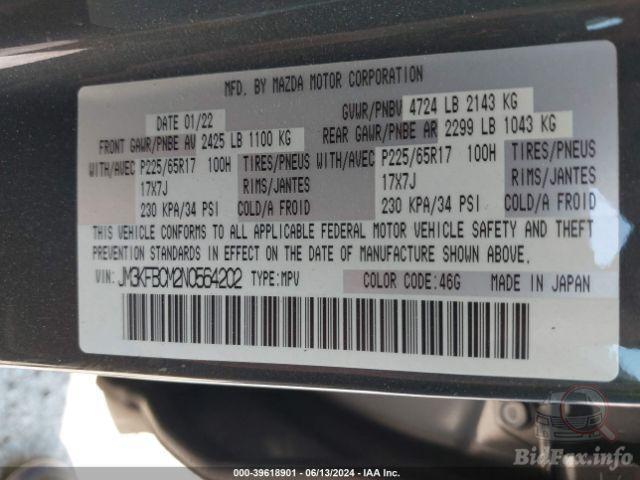 MFD. BY MAZDA MOTOR CORPORATION
DATE 01/22 GVWR/PNBV 4724 LB 2143 KG
FRONT GAWR/PNBE AV 2425 LB 1100 KG REAR GAWR/PNBE AR 2299 LB 1043 KG
WITH/AVEC P225/65R17 100H TIRES/PNEUS WITH/AVEC P225/65R17 100H TIRES/PNEUS
17X7J RIMS/JANTES 17X7J RIMS/JANTES
230 KPA/34 PSI COLD/A FROID 230 KPA/34 PSI COLD/A FROID
THIS VEHICLE CONFORMS TO ALL APPLICABLE FEDERAL MOTOR VEHICLE SAFETY AND THEFT
PREVENTION STANDARDS IN EFFECT ON THE DATE OF MANUFACTURE SHOWN ABOVE.
VIN: JM3KFBCM2N0564202 TYPE:MPV COLOR CODE:46G MADE IN JAPAN
BidFax.info
000-39618901 - 06/13/2024 - IAA Inc.